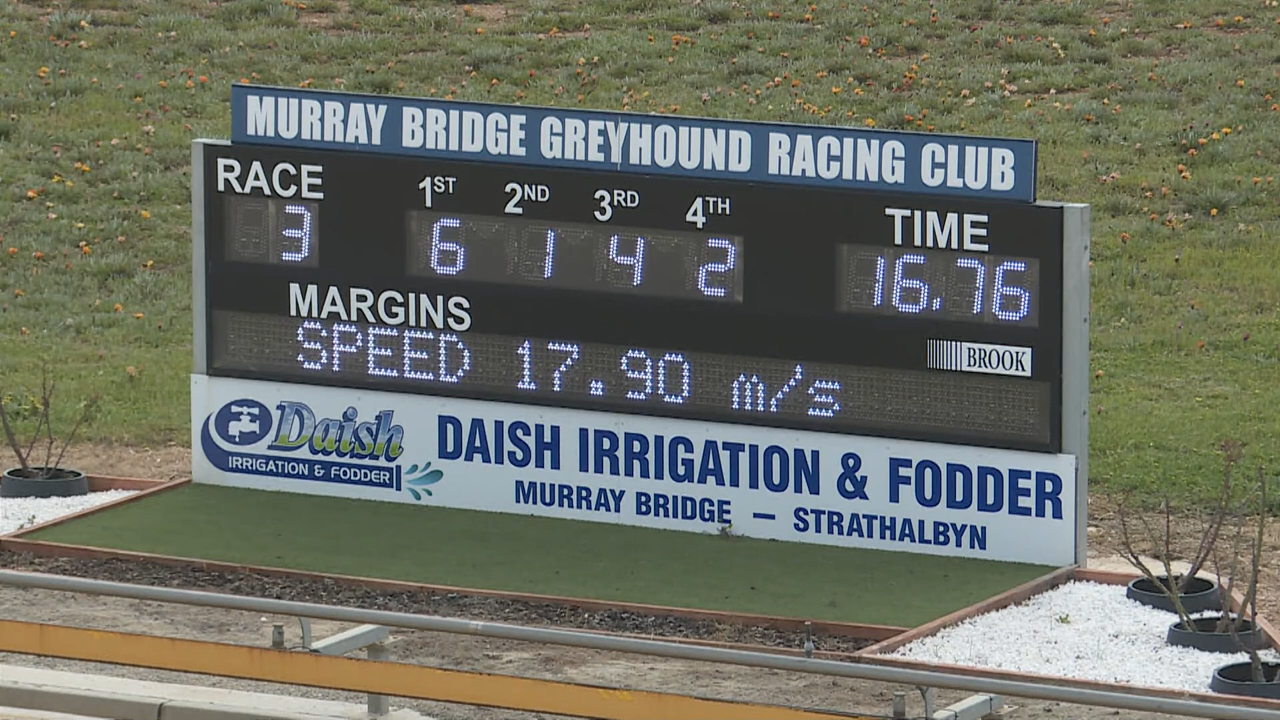 MURRAY BRIDGE GREYHOUND RACING CLUB
RACE 1ST 2ND 3RD 4TH TIME
3 6 1 4 2 16.76
MARGINS
SPEED 17.90 m/s
BROOK
Daish
IRRIGATION & FODDER
DAISH IRRIGATION & FODDER
MURRAY BRIDGE – STRATHALBYN